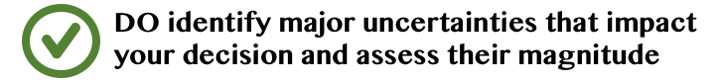 DO identify major uncertainties that impact
your decision and assess their magnitude